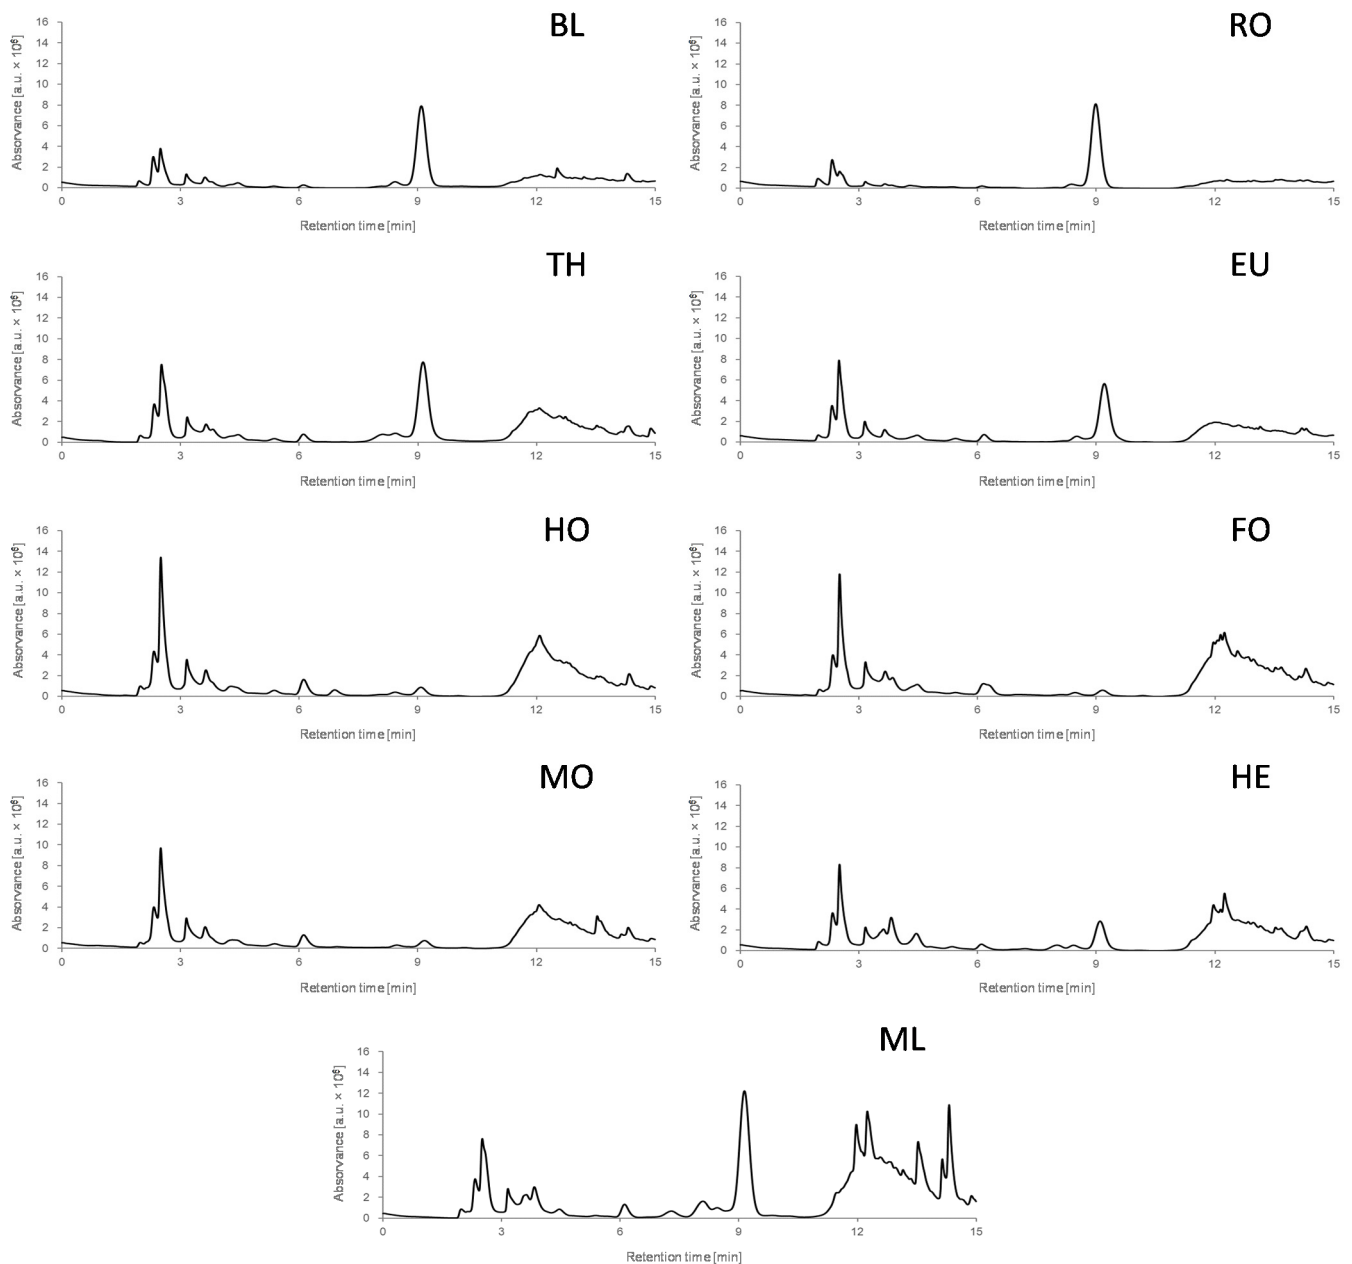 BL
Absorvance [a.u. × 10⁶]
16
14
12
10
8
6
4
2
0
0 3 6 9 12 15
Retention time [min]
RO
Absorvance [a.u. × 10⁶]
16
14
12
10
8
6
4
2
0
0 3 6 9 12 15
Retention time [min]
TH
Absorvance [a.u. × 10⁶]
16
14
12
10
8
6
4
2
0
0 3 6 9 12 15
Retention time [min]
EU
Absorvance [a.u. × 10⁶]
16
14
12
10
8
6
4
2
0
0 3 6 9 12 15
Retention time [min]
HO
Absorvance [a.u. × 10⁶]
16
14
12
10
8
6
4
2
0
0 3 6 9 12 15
Retention time [min]
FO
Absorvance [a.u. × 10⁶]
16
14
12
10
8
6
4
2
0
0 3 6 9 12 15
Retention time [min]
MO
Absorvance [a.u. × 10⁶]
16
14
12
10
8
6
4
2
0
0 3 6 9 12 15
Retention time [min]
HE
Absorvance [a.u. × 10⁶]
16
14
12
10
8
6
4
2
0
0 3 6 9 12 15
Retention time [min]
ML
Absorvance [a.u. × 10⁶]
16
14
12
10
8
6
4
2
0
0 3 6 9 12 15
Retention time [min]